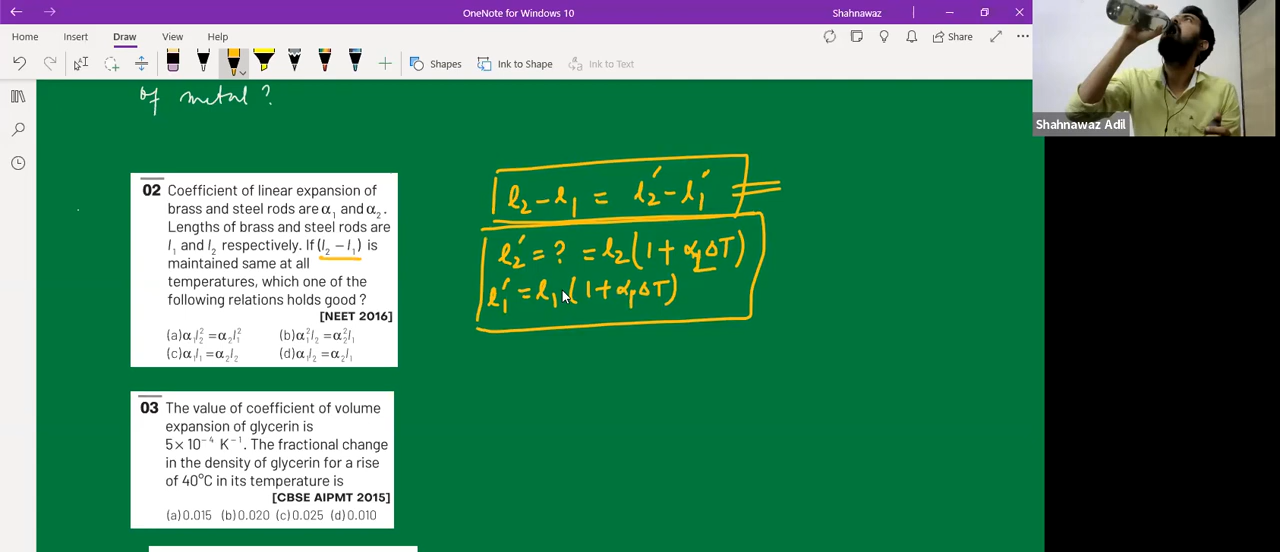 OneNote for Windows 10
Shahnawaz
Home Insert Draw View Help
Share
Shapes Ink to Shape Ink to Text
Shahnawaz Adil
of metal ?
02 Coefficient of linear expansion of
brass and steel rods are α₁ and α₂.
Lengths of brass and steel rods are
l₁ and l₂ respectively. If (l₂ – l₁) is
maintained same at all
temperatures, which one of the
following relations holds good ?
[NEET 2016]
(a) α₁l₂² = α₂l₁² (b) α₁²l₂ = α₂²l₁
(c) α₁l₁ = α₂l₂ (d) α₁l₂ = α₂l₁
l₂ – l₁ = l₂′ – l₁′
l₂′ = ? = l₂(1 + α ΔT)
l₁′ = l₁(1 + α₁ΔT)
03 The value of coefficient of volume
expansion of glycerin is
5 × 10⁻⁴ K⁻¹. The fractional change
in the density of glycerin for a rise
of 40°C in its temperature is
[CBSE AIPMT 2015]
(a) 0.015 (b) 0.020 (c) 0.025 (d) 0.010